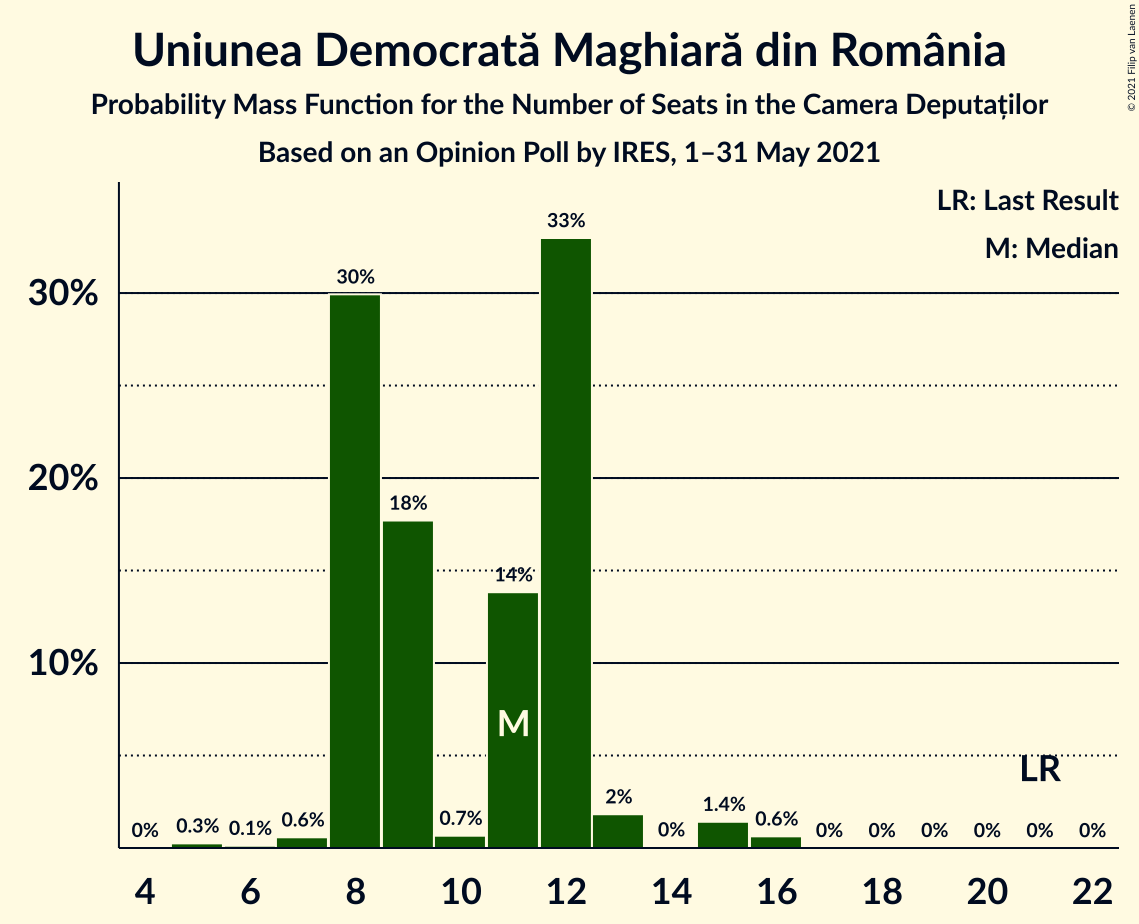 Uniunea Democrată Maghiară din România
Probability Mass Function for the Number of Seats in the Camera Deputaților
Based on an Opinion Poll by IRES, 1–31 May 2021
© 2021 Filip van Laenen
LR: Last Result
M: Median
30%
20%
10%
0% 0.3% 0.1% 0.6% 30% 18% 0.7% 14% 33% 2% 0% 1.4% 0.6% 0% 0% 0% 0% 0% 0%
M
LR
4 6 8 10 12 14 16 18 20 22